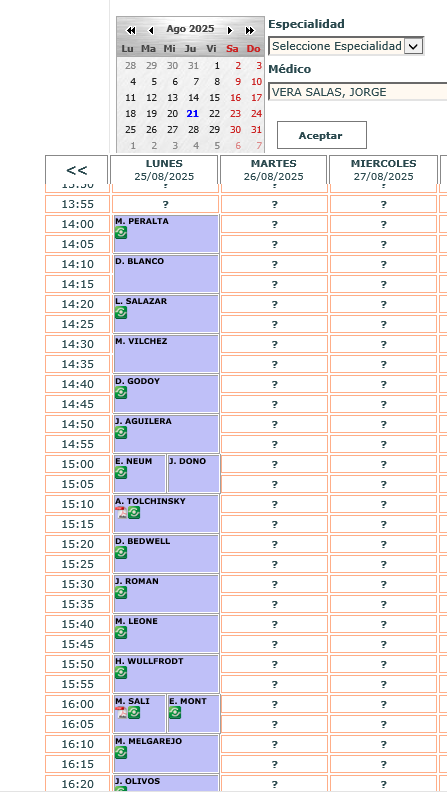 Ago 2025
Lu Ma Mi Ju Vi Sa Do
28 29 30 31 1 2 3
4 5 6 7 8 9 10
11 12 13 14 15 16 17
18 19 20 21 22 23 24
25 26 27 28 29 30 31
1 2 3 4 5 6 7
Especialidad
Seleccione Especialidad
Médico
VERA SALAS, JORGE
Aceptar
<< LUNES MARTES MIERCOLES
25/08/2025 26/08/2025 27/08/2025
13:50 ? ? ?
13:55 ? ? ?
14:00 M. PERALTA ? ?
14:05 ? ?
14:10 D. BLANCO ? ?
14:15 ? ?
14:20 L. SALAZAR ? ?
14:25 ? ?
14:30 M. VILCHEZ ? ?
14:35 ? ?
14:40 D. GODOY ? ?
14:45 ? ?
14:50 J. AGUILERA ? ?
14:55 ? ?
15:00 E. NEUM J. DONO ? ?
15:05 ? ?
15:10 A. TOLCHINSKY ? ?
15:15 ? ?
15:20 D. BEDWELL ? ?
15:25 ? ?
15:30 J. ROMAN ? ?
15:35 ? ?
15:40 M. LEONE ? ?
15:45 ? ?
15:50 H. WULLFRODT ? ?
15:55 ? ?
16:00 M. SALI E. MONT ? ?
16:05 ? ?
16:10 M. MELGAREJO ? ?
16:15 ? ?
16:20 J. OLIVOS ? ?